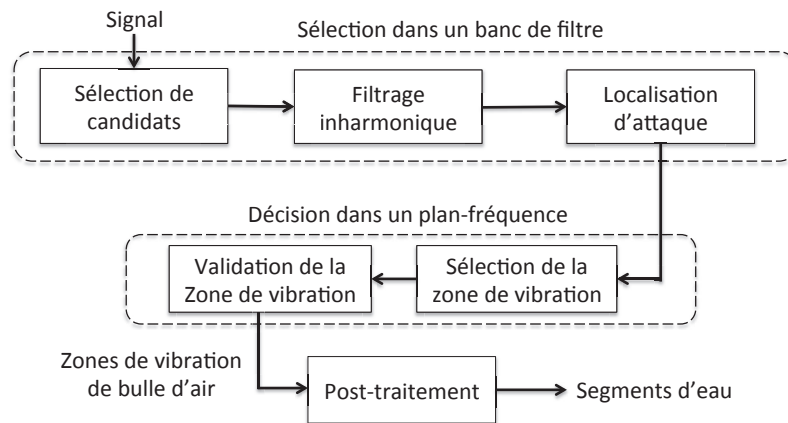 Signal
Sélection dans un banc de filtre
Sélection de
candidats
Filtrage
inharmonique
Localisation
d'attaque
Décision dans un plan-fréquence
Validation de la
Zone de vibration
Sélection de la
zone de vibration
Zones de vibration
de bulle d'air
Post-traitement
Segments d'eau